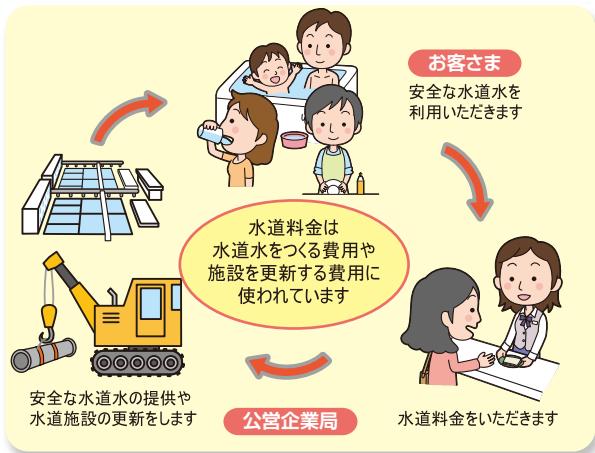 お客さま
安全な水道水を
利用いただきます
水道料金は
水道水をつくる費用や
施設を更新する費用に
使われています
水道料金をいただきます
公営企業局
安全な水道水の提供や
水道施設の更新をします